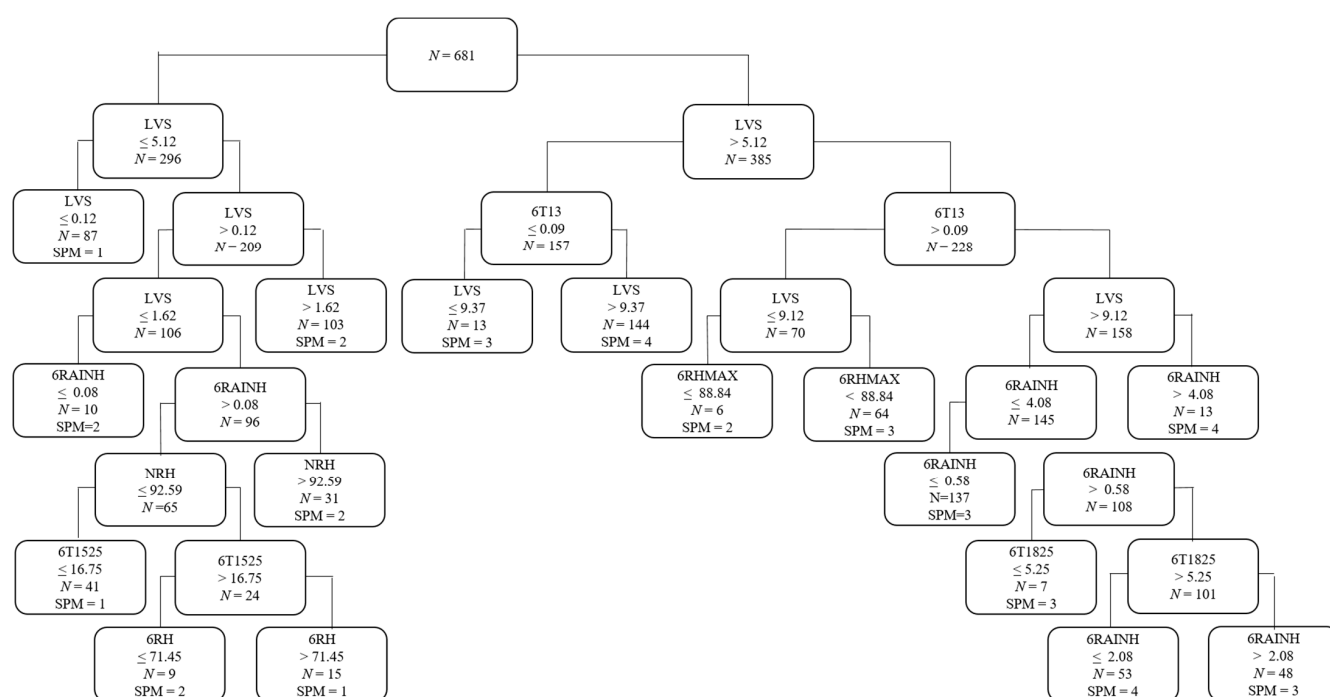 N = 681
LVS
≤ 5.12
N = 296
LVS
> 5.12
N = 385
LVS
≤ 0.12
N = 87
SPM = 1
LVS
> 0.12
N − 209
6T13
≤ 0.09
N = 157
6T13
> 0.09
N − 228
LVS
≤ 1.62
N = 106
LVS
> 1.62
N = 103
SPM = 2
LVS
≤ 9.37
N = 13
SPM = 3
LVS
> 9.37
N = 144
SPM = 4
LVS
≤ 9.12
N = 70
LVS
> 9.12
N = 158
6RAINH
≤ 0.08
N = 10
SPM=2
6RAINH
> 0.08
N = 96
6RHMAX
≤ 88.84
N = 6
SPM = 2
6RHMAX
< 88.84
N = 64
SPM = 3
6RAINH
≤ 4.08
N = 145
6RAINH
> 4.08
N = 13
SPM = 4
NRH
≤ 92.59
N =65
NRH
> 92.59
N = 31
SPM = 2
6RAINH
≤ 0.58
N=137
SPM=3
6RAINH
> 0.58
N = 108
6T1525
≤ 16.75
N = 41
SPM = 1
6T1525
> 16.75
N = 24
6T1825
≤ 5.25
N = 7
SPM = 3
6T1825
> 5.25
N = 101
6RH
≤ 71.45
N = 9
SPM = 2
6RH
> 71.45
N = 15
SPM = 1
6RAINH
≤ 2.08
N = 53
SPM = 4
6RAINH
> 2.08
N = 48
SPM = 3